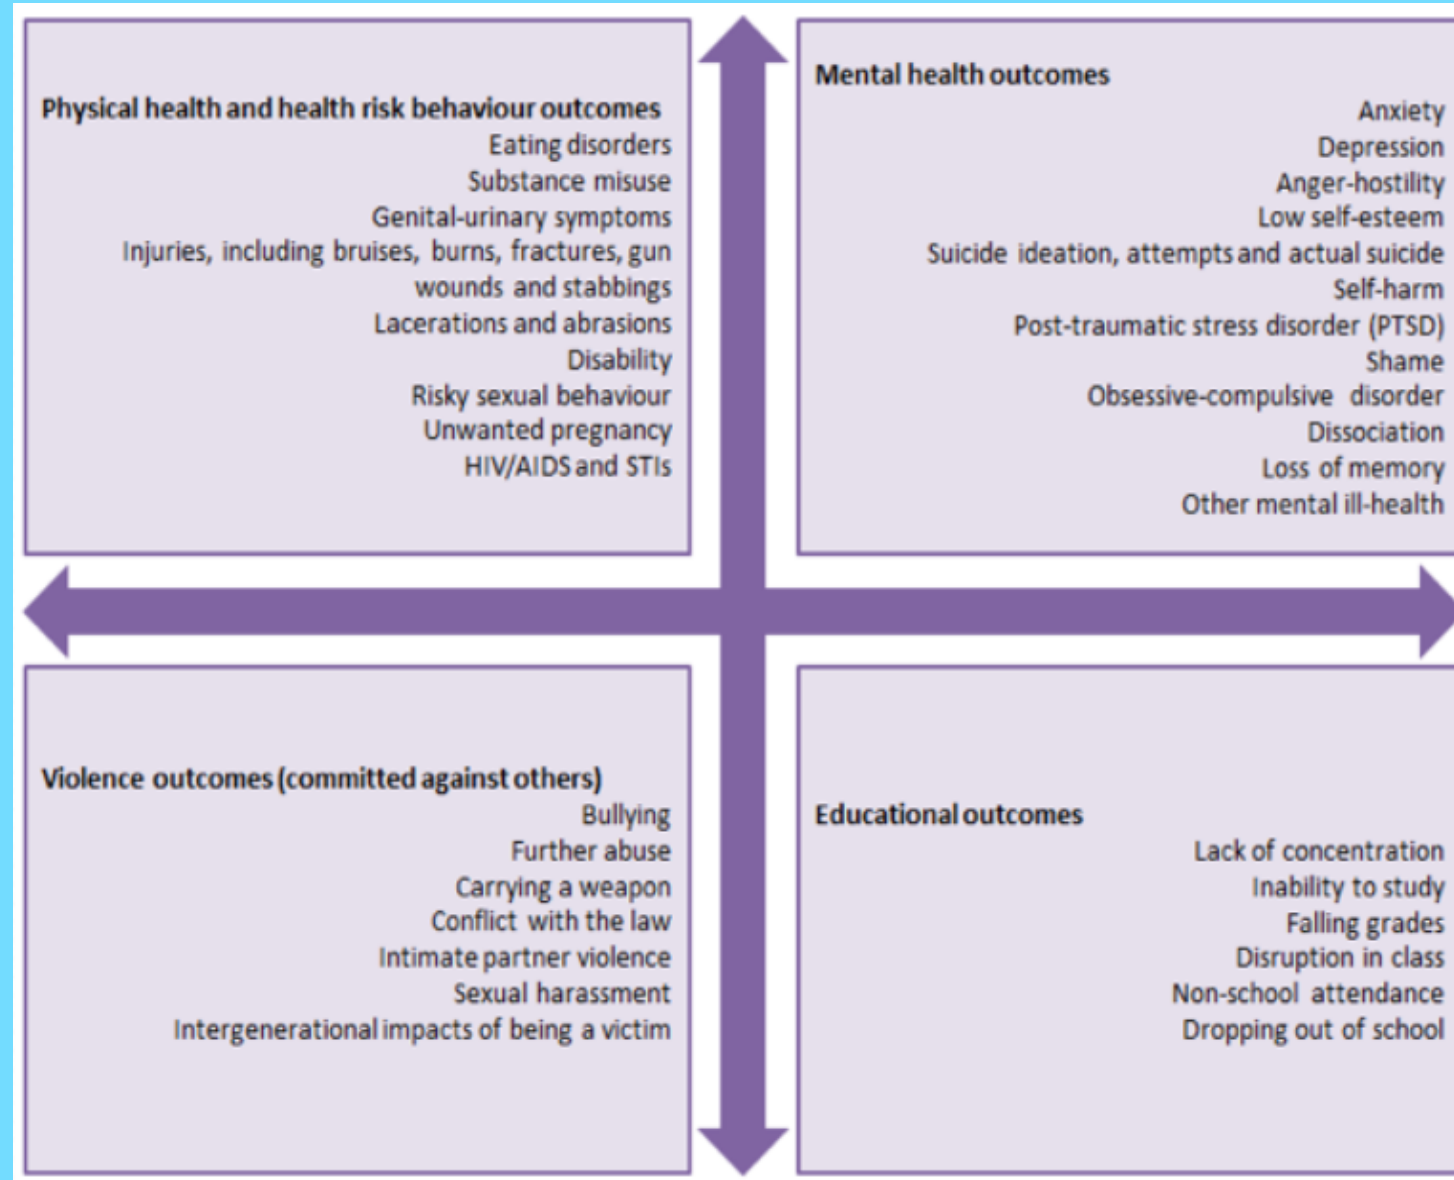 Physical health and health risk behaviour outcomes
Eating disorders
Substance misuse
Genital-urinary symptoms
Injuries, including bruises, burns, fractures, gun
wounds and stabbings
Lacerations and abrasions
Disability
Risky sexual behaviour
Unwanted pregnancy
HIV/AIDS and STIs
Mental health outcomes
Anxiety
Depression
Anger-hostility
Low self-esteem
Suicide ideation, attempts and actual suicide
Self-harm
Post-traumatic stress disorder (PTSD)
Shame
Obsessive-compulsive disorder
Dissociation
Loss of memory
Other mental ill-health
Violence outcomes (committed against others)
Bullying
Further abuse
Carrying a weapon
Conflict with the law
Intimate partner violence
Sexual harassment
Intergenerational impacts of being a victim
Educational outcomes
Lack of concentration
Inability to study
Falling grades
Disruption in class
Non-school attendance
Dropping out of school